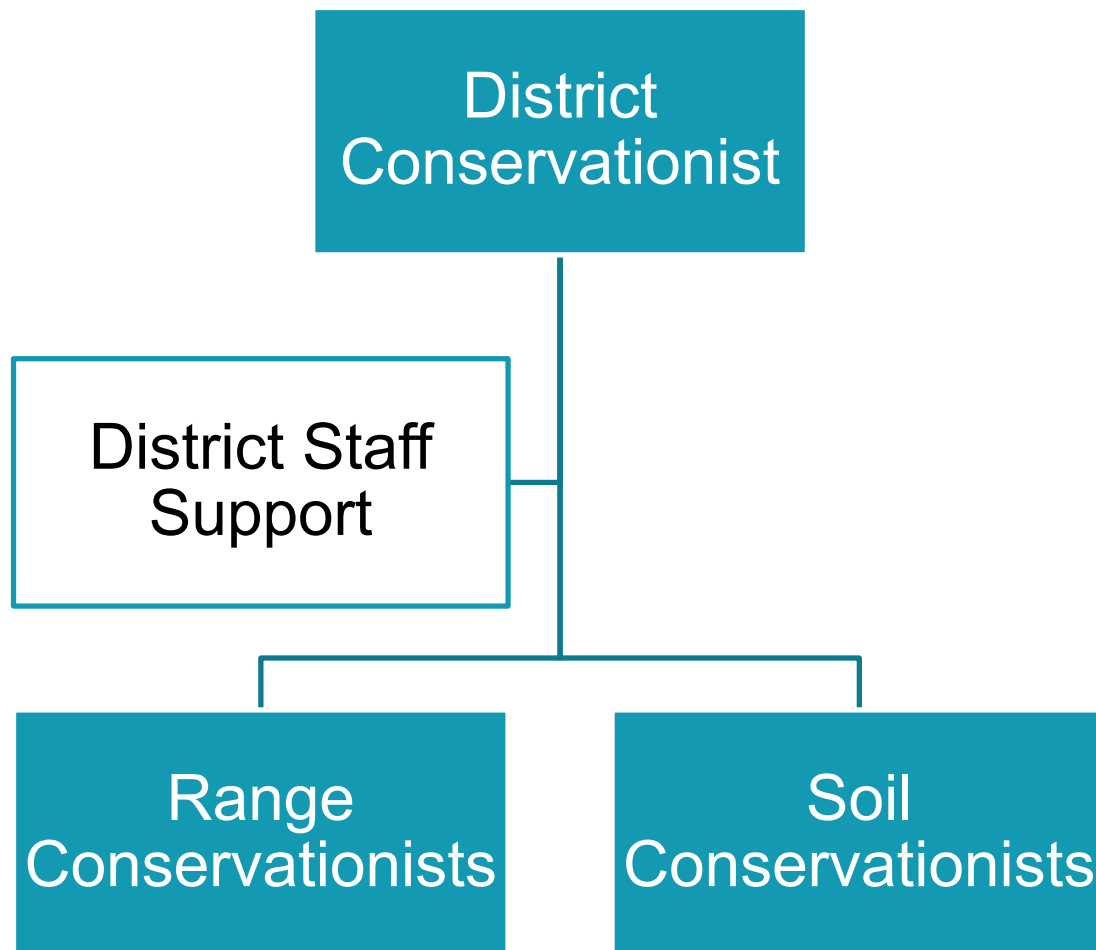 District
Conservationist
District Staff
Support
Range
Conservationists
Soil
Conservationists